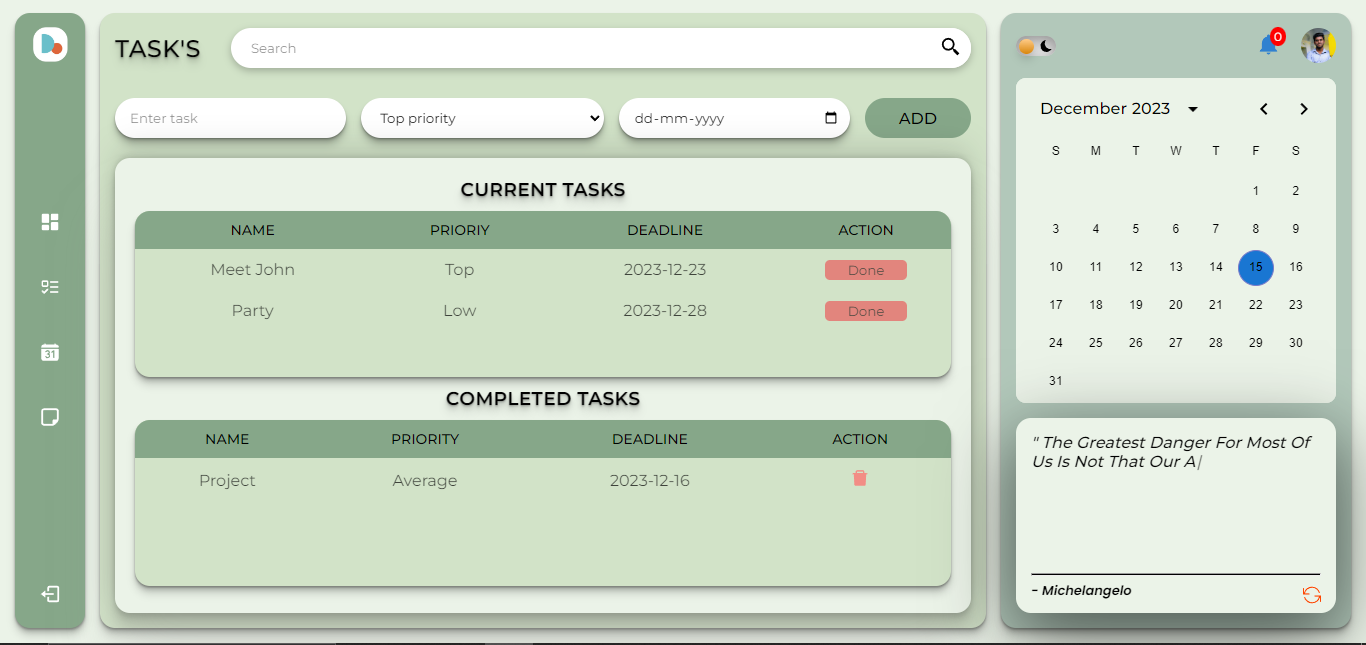 TASK'S
Search
Enter task
Top priority
dd-mm-yyyy
ADD
CURRENT TASKS
NAME PRIORIY DEADLINE ACTION
Meet John Top 2023-12-23 Done
Party Low 2023-12-28 Done
COMPLETED TASKS
NAME PRIORITY DEADLINE ACTION
Project Average 2023-12-16
31
0
December 2023
S M T W T F S
1 2
3 4 5 6 7 8 9
10 11 12 13 14 15 16
17 18 19 20 21 22 23
24 25 26 27 28 29 30
31
" The Greatest Danger For Most Of
Us Is Not That Our A|
- Michelangelo